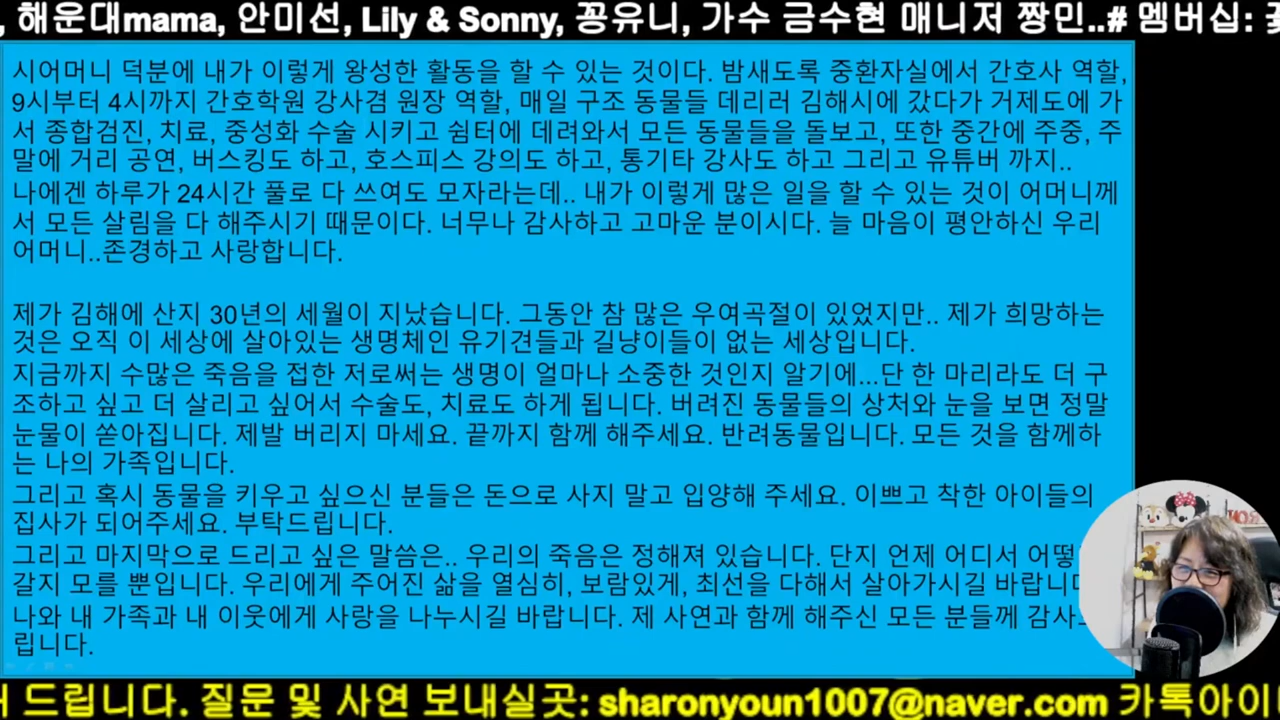 , 해운대mama, 안미선, Lily & Sonny, 꽁유니, 가수 금수현 매니저 짱민..# 멤버십:
시어머니 덕분에 내가 이렇게 왕성한 활동을 할 수 있는 것이다. 밤새도록 중환자실에서 간호사 역할,
9시부터 4시까지 간호학원 강사겸 원장 역할, 매일 구조 동물들 데리러 김해시에 갔다가 거제도에 가
서 종합검진, 치료, 중성화 수술 시키고 쉼터에 데려와서 모든 동물들을 돌보고, 또한 중간에 주중, 주
말에 거리 공연, 버스킹도 하고, 호스피스 강의도 하고, 통기타 강사도 하고 그리고 유튜버 까지..
나에겐 하루가 24시간 풀로 다 쓰여도 모자라는데.. 내가 이렇게 많은 일을 할 수 있는 것이 어머니께
서 모든 살림을 다 해주시기 때문이다. 너무나 감사하고 고마운 분이시다. 늘 마음이 평안하신 우리
어머니..존경하고 사랑합니다.
제가 김해에 산지 30년의 세월이 지났습니다. 그동안 참 많은 우여곡절이 있었지만.. 제가 희망하는
것은 오직 이 세상에 살아있는 생명체인 유기견들과 길냥이들이 없는 세상입니다.
지금까지 수많은 죽음을 접한 저로써는 생명이 얼마나 소중한 것인지 알기에...단 한 마리라도 더 구
조하고 싶고 더 살리고 싶어서 수술도, 치료도 하게 됩니다. 버려진 동물들의 상처와 눈을 보면 정말
눈물이 쏟아집니다. 제발 버리지 마세요. 끝까지 함께 해주세요. 반려동물입니다. 모든 것을 함께하
는 나의 가족입니다.
그리고 혹시 동물을 키우고 싶으신 분들은 돈으로 사지 말고 입양해 주세요. 이쁘고 착한 아이들의
집사가 되어주세요. 부탁드립니다.
그리고 마지막으로 드리고 싶은 말씀은.. 우리의 죽음은 정해져 있습니다. 단지 언제 어디서 어떻
갈지 모를 뿐입니다. 우리에게 주어진 삶을 열심히, 보람있게, 최선을 다해서 살아가시길 바랍니
나와 내 가족과 내 이웃에게 사랑을 나누시길 바랍니다. 제 사연과 함께 해주신 모든 분들께 감사
립니다.
드립니다. 질문 및 사연 보내실곳: sharonyoun1007@naver.com 카톡아이